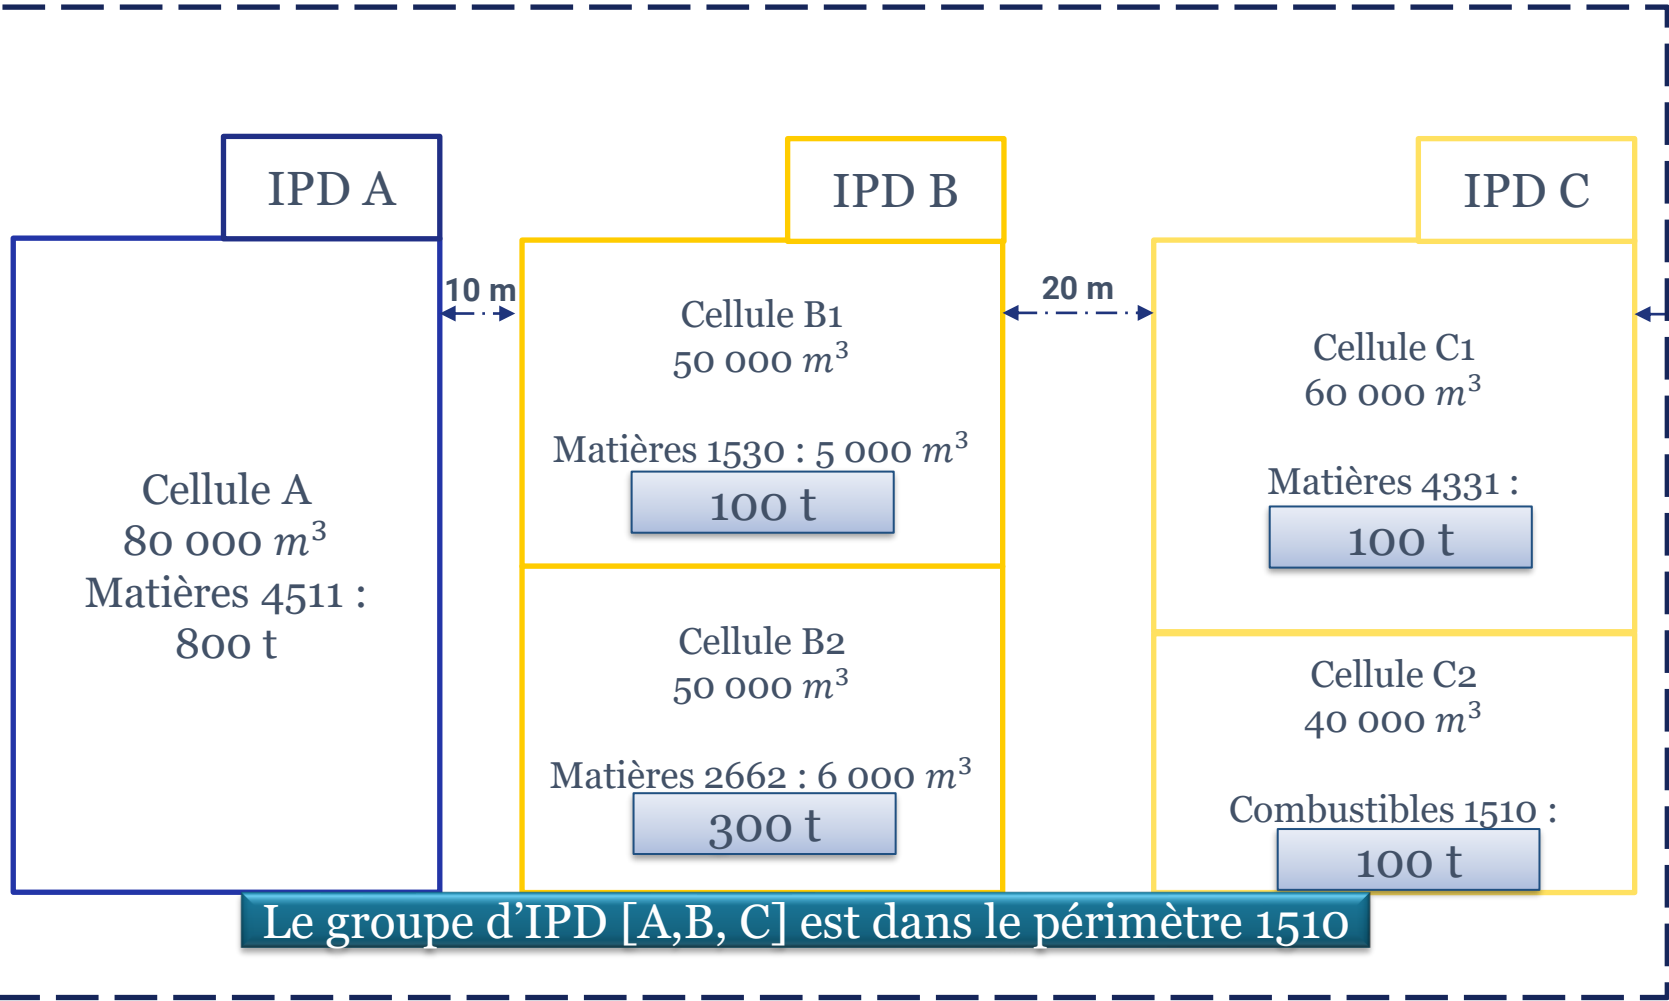 IPD A
IPD B
IPD C
10 m
20 m
Cellule A
80 000 m³
Matières 4511 :
800 t
Cellule B1
50 000 m³
Matières 1530 : 5 000 m³
100 t
Cellule B2
50 000 m³
Matières 2662 : 6 000 m³
300 t
Cellule C1
60 000 m³
Matières 4331 :
100 t
Cellule C2
40 000 m³
Combustibles 1510 :
100 t
Le groupe d’IPD [A,B, C] est dans le périmètre 1510